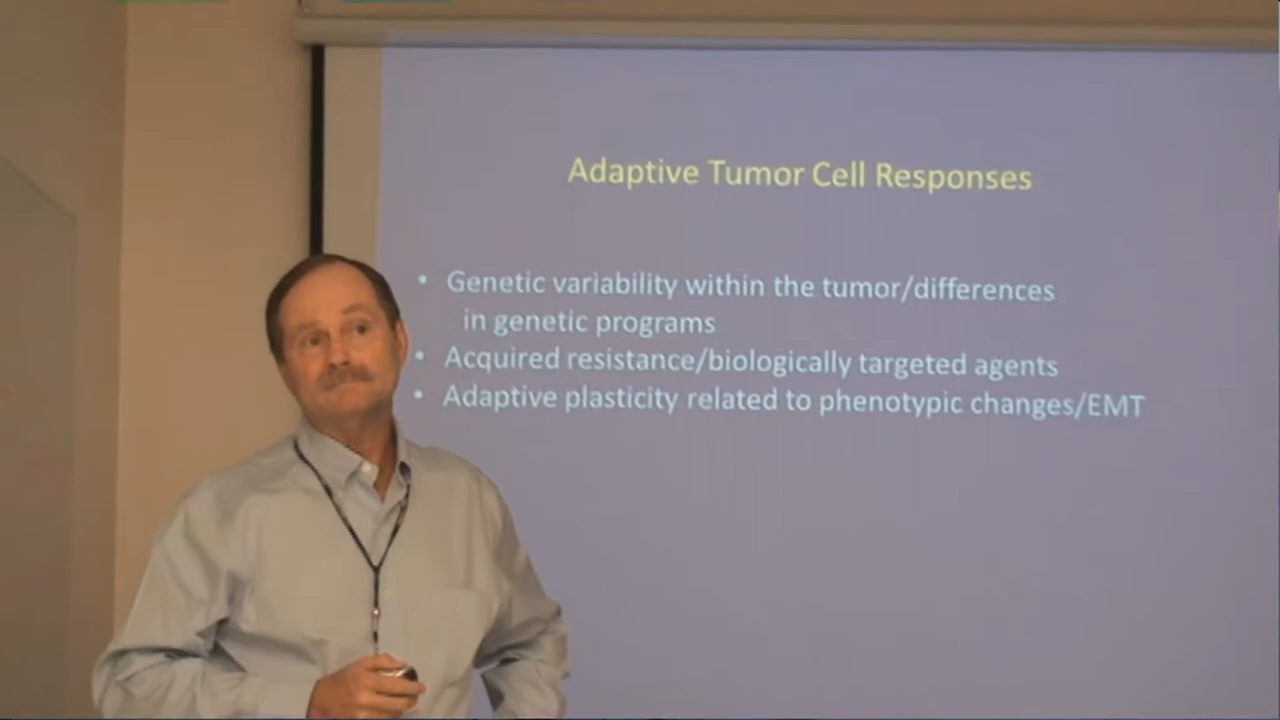 Adaptive Tumor Cell Responses
• Genetic variability within the tumor/differences
in genetic programs
• Acquired resistance/biologically targeted agents
• Adaptive plasticity related to phenotypic changes/EMT